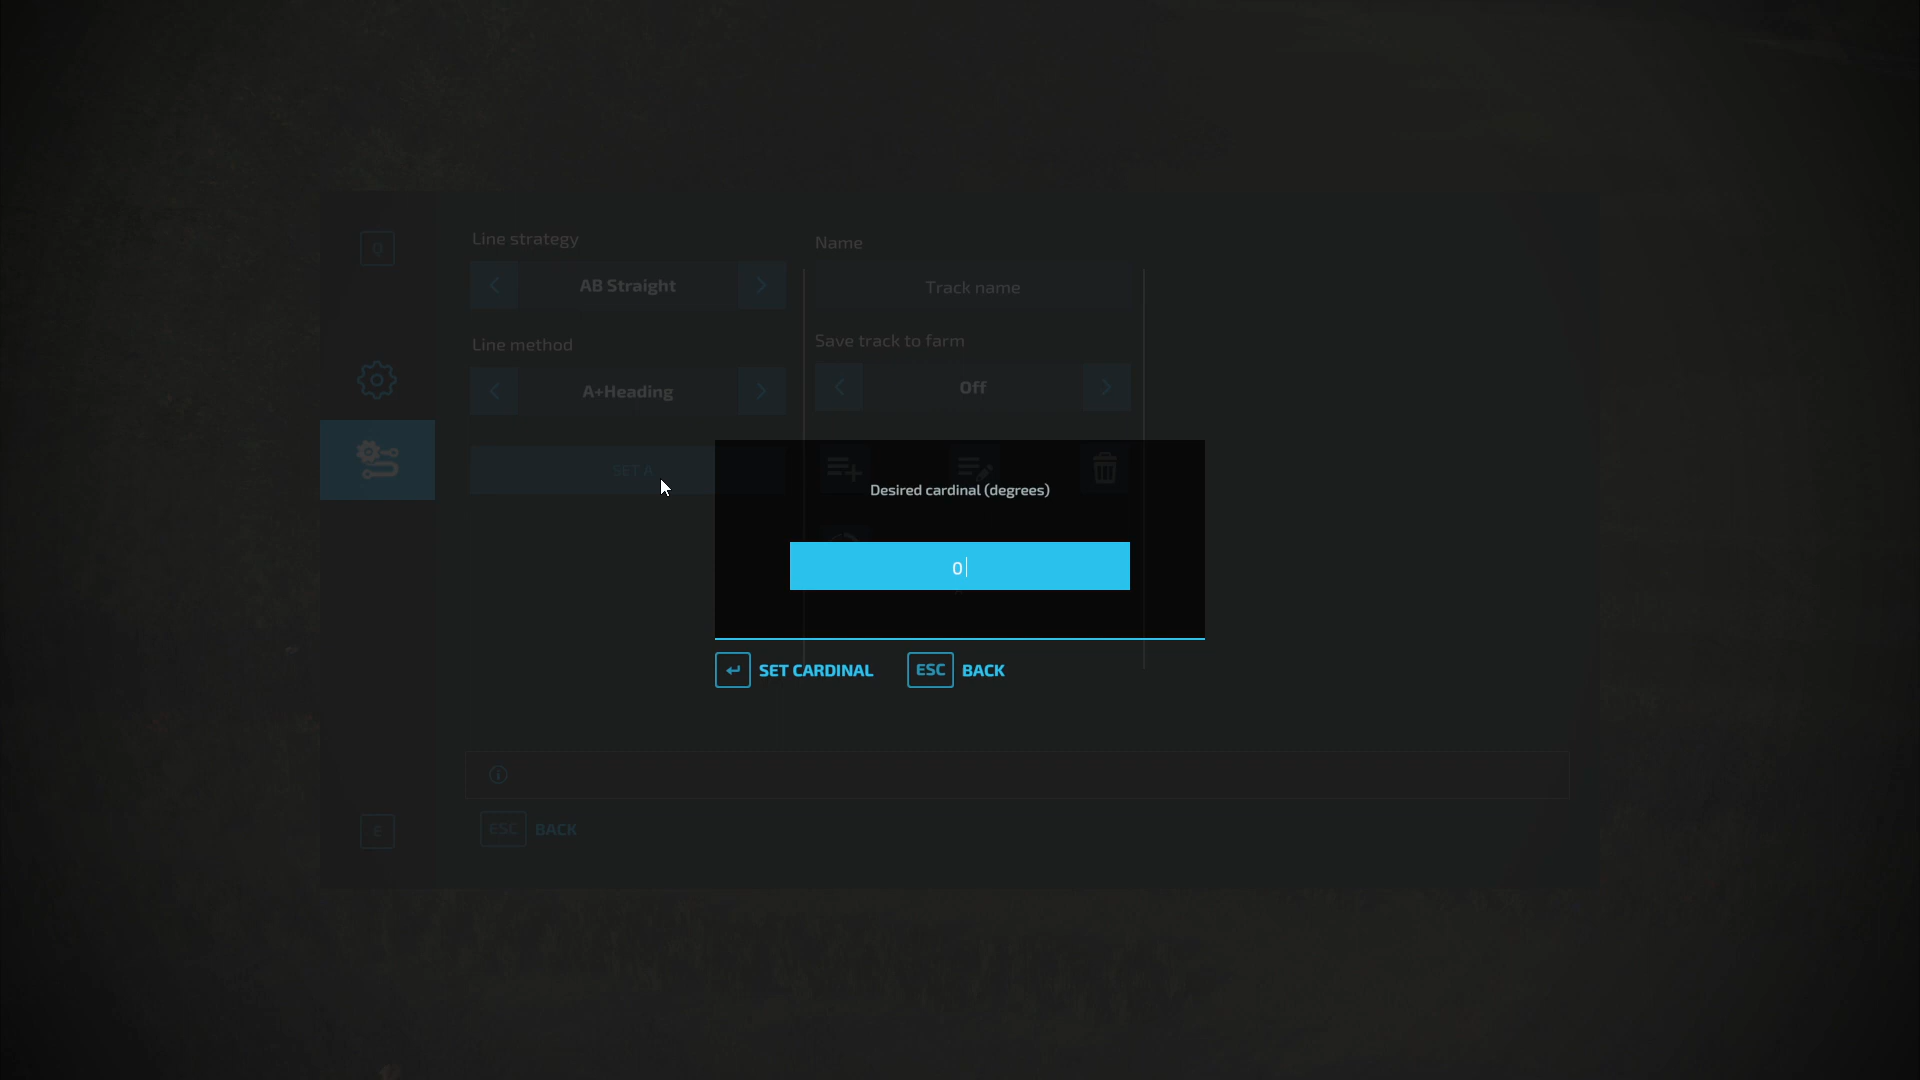 Q
Line strategy
AB Straight
Line method
A+Heading
SET A
Name
Track name
Save track to farm
Off
Desired cardinal (degrees)
0
SET CARDINAL
ESC BACK
E
ESC BACK